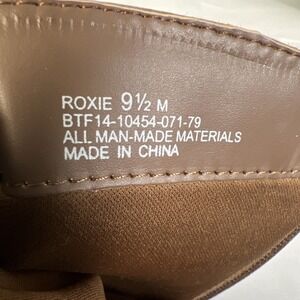 ROXIE 9½ M
BTF14-10454-071-79
ALL MAN-MADE MATERIALS
MADE IN CHINA